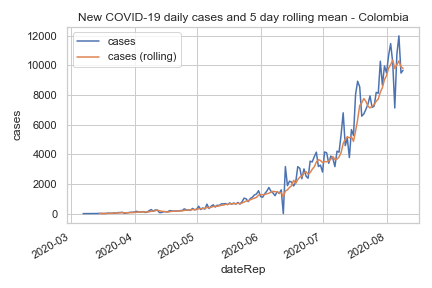 New COVID-19 daily cases and 5 day rolling mean - Colombia
cases
cases (rolling)
12000
10000
8000
6000
4000
2000
0
cases
2020-03
2020-04
2020-05
2020-06
2020-07
2020-08
dateRep